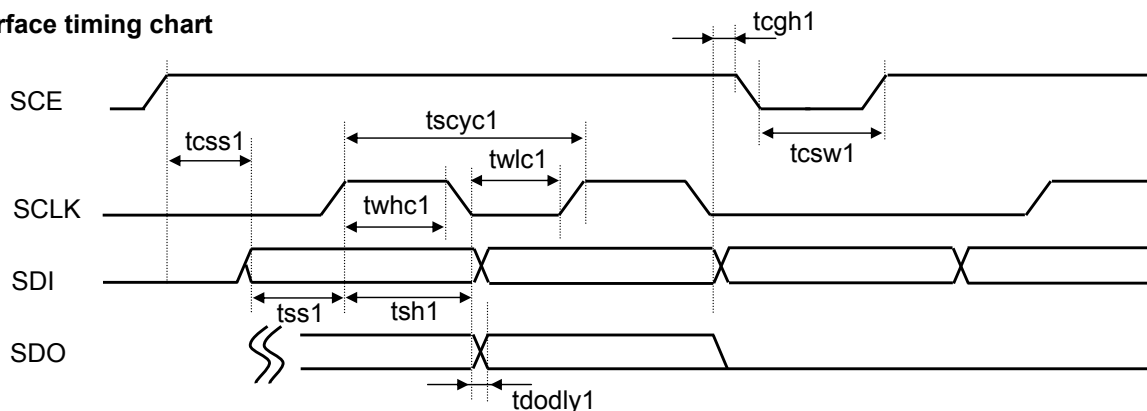 rface timing chart
tcgh1
SCE
tscyc1
tcss1
twlc1
tcsw1
SCLK
twhc1
SDI
tss1
tsh1
SDO
tdodly1